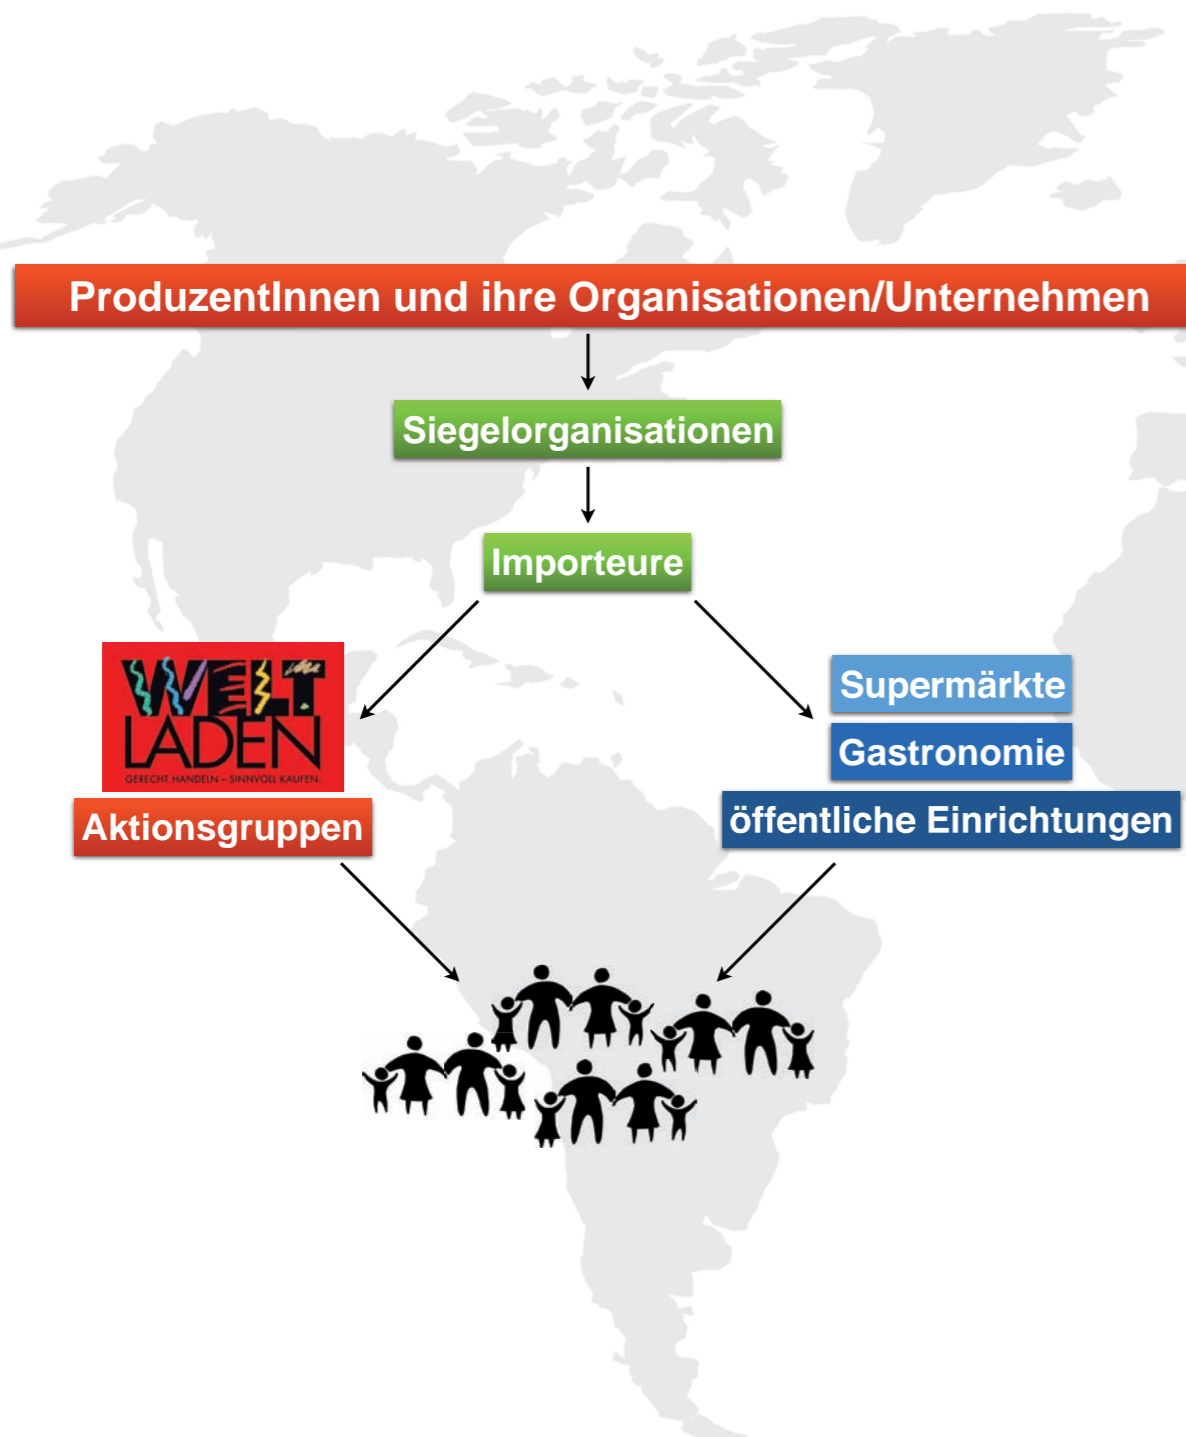 ProduzentInnen und ihre Organisationen/Unternehmen
Siegelorganisationen
Importeure
WELT
LADEN
GERECHT HANDELN – SINNVOLL KAUFEN.
Aktionsgruppen
Supermärkte
Gastronomie
öffentliche Einrichtungen